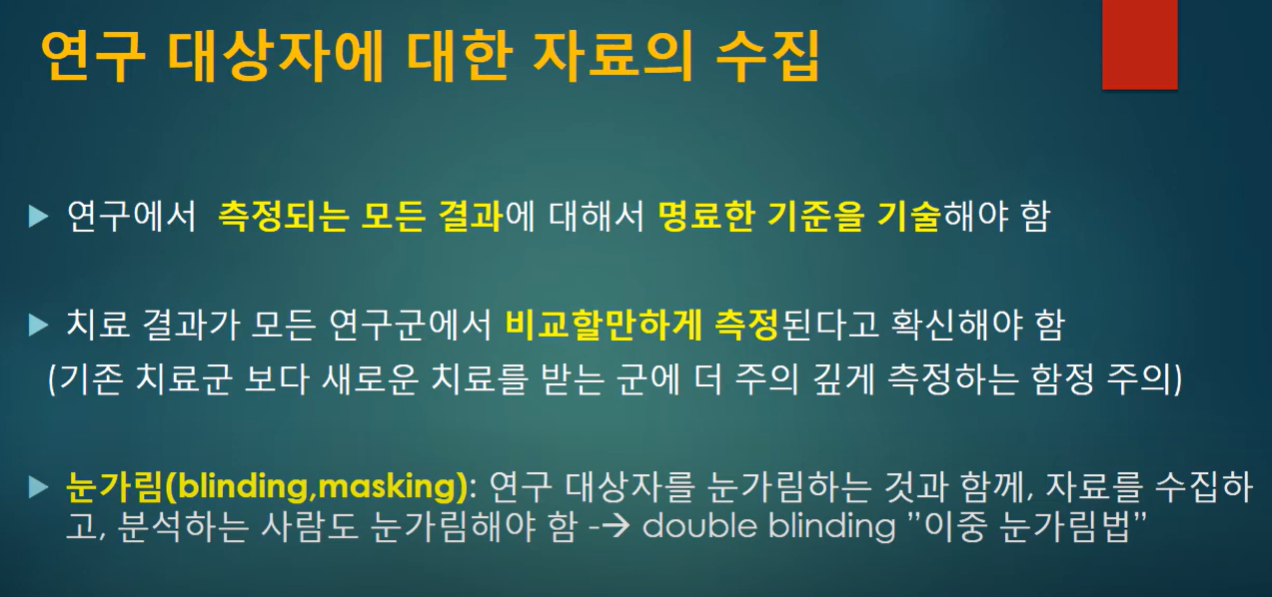 연구 대상자에 대한 자료의 수집
▶ 연구에서 측정되는 모든 결과에 대해서 명료한 기준을 기술해야 함
▶ 치료 결과가 모든 연구군에서 비교할만하게 측정된다고 확신해야 함
(기존 치료군 보다 새로운 치료를 받는 군에 더 주의 깊게 측정하는 함정 주의)
▶ 눈가림(blinding,masking): 연구 대상자를 눈가림하는 것과 함께, 자료를 수집하
고, 분석하는 사람도 눈가림해야 함 -→ double blinding ”이중 눈가림법”